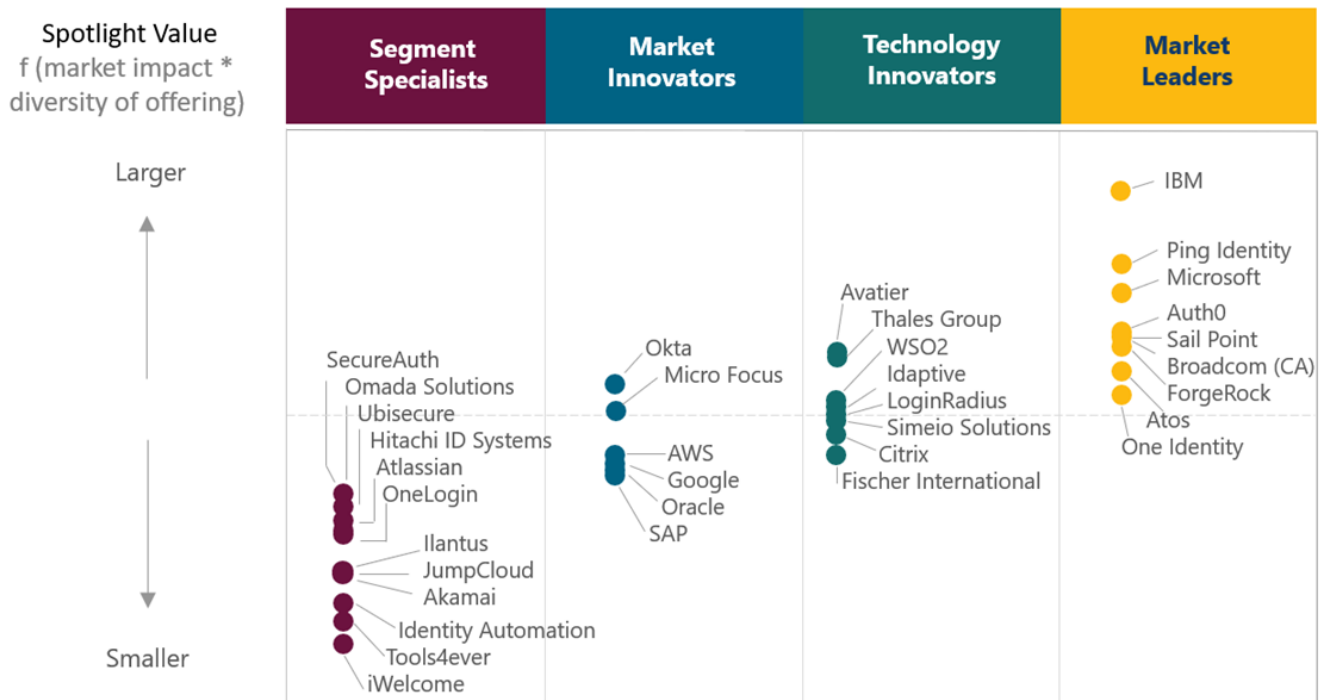 Spotlight Value
f (market impact *
diversity of offering)
Segment
Specialists
Market
Innovators
Technology
Innovators
Market
Leaders
Larger
Smaller
SecureAuth
Omada Solutions
Ubisecure
Hitachi ID Systems
Atlassian
OneLogin
Ilantus
JumpCloud
Akamai
Identity Automation
Tools4ever
iWelcome
Okta
Micro Focus
AWS
Google
Oracle
SAP
Avatier
Thales Group
WSO2
Idaptive
LoginRadius
Simeio Solutions
Citrix
Fischer International
IBM
Ping Identity
Microsoft
Auth0
Sail Point
Broadcom (CA)
ForgeRock
Atos
One Identity